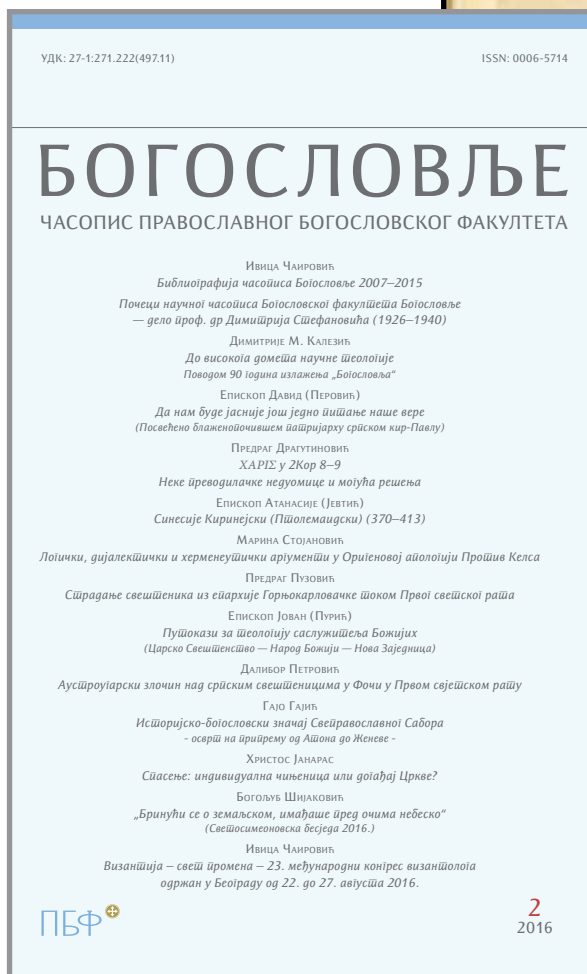 УДК: 27-1:271.222(497.11)
ISSN: 0006-5714
БОГОСЛОВЉЕ
ЧАСОПИС ПРАВОСЛАВНОГ БОГОСЛОВСКОГ ФАКУЛТЕТА
Ивица Чаировић
Библиографија часописа Богословље 2007–2015
Почеци научног часописа Богословског факултета Богословље
— дело проф. др Димитрија Стефановића (1926–1940)
Димитрије М. Калезић
До високога домета научне теологије
Поводом 90 година излажења „Богословља“
Епископ Давид (Перовић)
Да нам буде јасније још једно питање наше вере
(Посвећено блаженопочившем патријарху српском кир-Павлу)
Предраг Драгутиновић
ΧΑΡΙΣ у 2Кор 8–9
Неке преводилачке недоумице и могућа решења
Епископ Атанасије (Јевтић)
Синесије Киринејски (Птолемаидски) (370–413)
Марина Стојановић
Логички, дијалектички и херменеутички аргументи у Оригеновој апологији Против Келса
Предраг Пузовић
Страдање свештеника из епархије Горњокарловачке током Првог светског рата
Епископ Јован (Пурић)
Путокази за теологију саслужитеља Божијих
(Царско Свештенство — Народ Божији — Нова Заједница)
Далибор Петровић
Аустроугарски злочин над српским свештеницима у Фочи у Првом свјетском рату
Гајо Гајић
Историјско-богословски значај Свеправославног Сабора
- осврт на припрему од Атона до Женеве -
Христос Јанарас
Спасење: индивидуална чињеница или догађај Цркве?
Богољуб Шијаковић
„Бринући се о земаљском, имађаше пред очима небеско“
(Светосимеоновска бесједа 2016.)
Ивица Чаировић
Византија – свет промена – 23. међународни конгрес византолога
одржан у Београду од 22. до 27. августа 2016.
ПБФ
2
2016